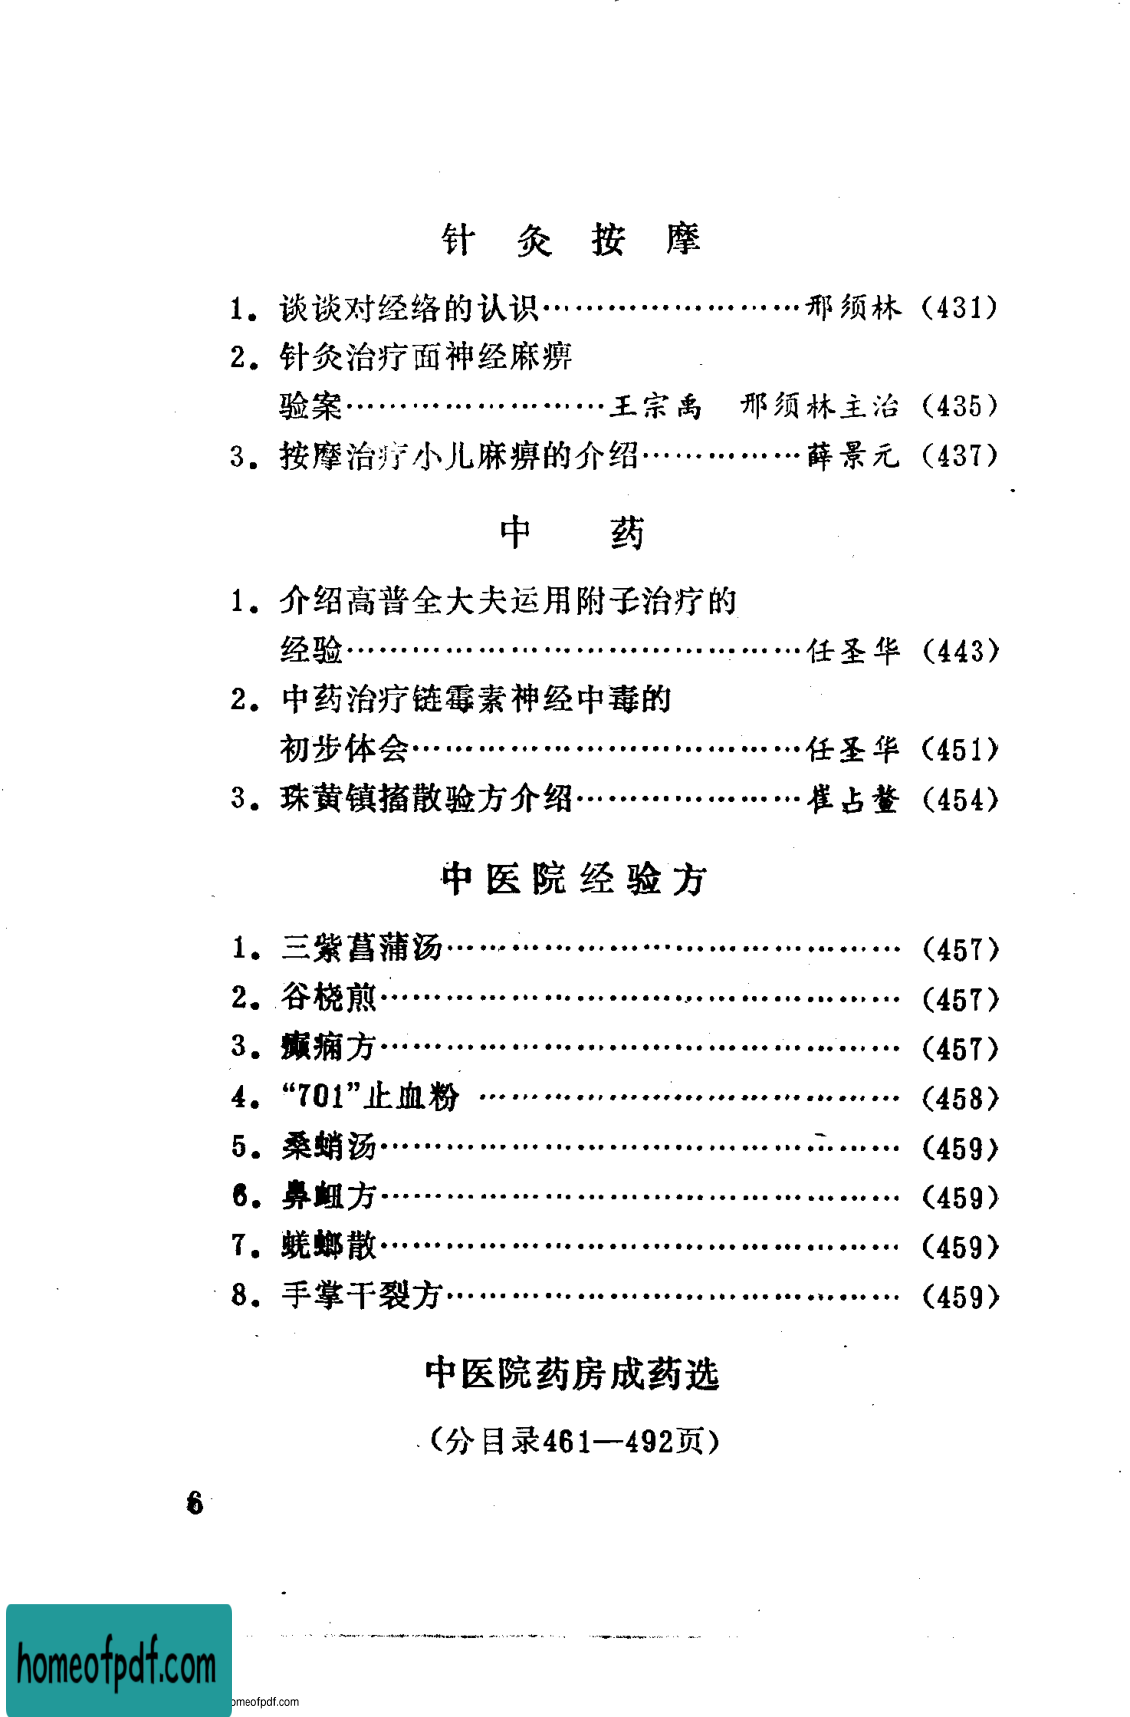 针 灸 按 摩
1. 谈谈对经络的认识……………………邢须林 (431)
2. 针灸治疗面神经麻痹
验案……………………王宗禹 邢须林主治 (435)
3. 按摩治疗小儿麻痹的介绍……………薛景元 (437)
中 药
1. 介绍高普全大夫运用附子治疗的
经验……………………………………任圣华 (443)
2. 中药治疗链霉素神经中毒的
初步体会………………………………任圣华 (451)
3. 珠黄镇搐散验方介绍…………………崔占鳌 (454)
中医院经验方
1. 三紫菖蒲汤…………………………………… (457)
2. 谷桡煎………………………………………… (457)
3. 癫痫方………………………………………… (457)
4. “701”止血粉 ………………………………… (458)
5. 桑蛸汤………………………………………… (459)
6. 鼻衄方………………………………………… (459)
7. 蜣螂散………………………………………… (459)
8. 手掌干裂方…………………………………… (459)
中医院药房成药选
(分目录461—492页)
6
homeofpdf.com
omeofpdf.com